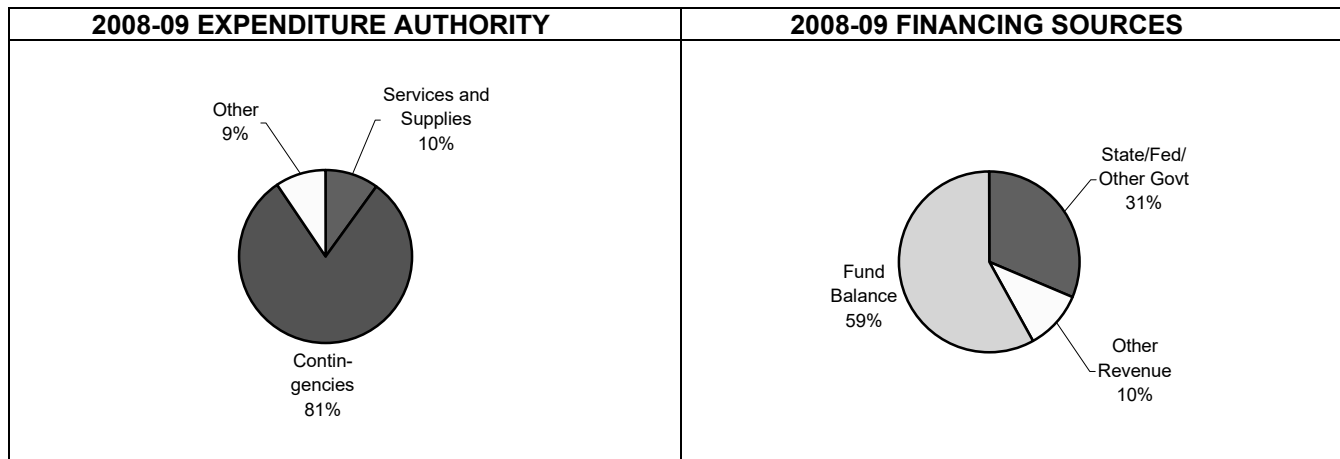 2008-09 EXPENDITURE AUTHORITY
Other
9%
Services and
Supplies
10%
Contin-
gencies
81%
2008-09 FINANCING SOURCES
State/Fed/
Other Govt
31%
Fund
Balance
59%
Other
Revenue
10%